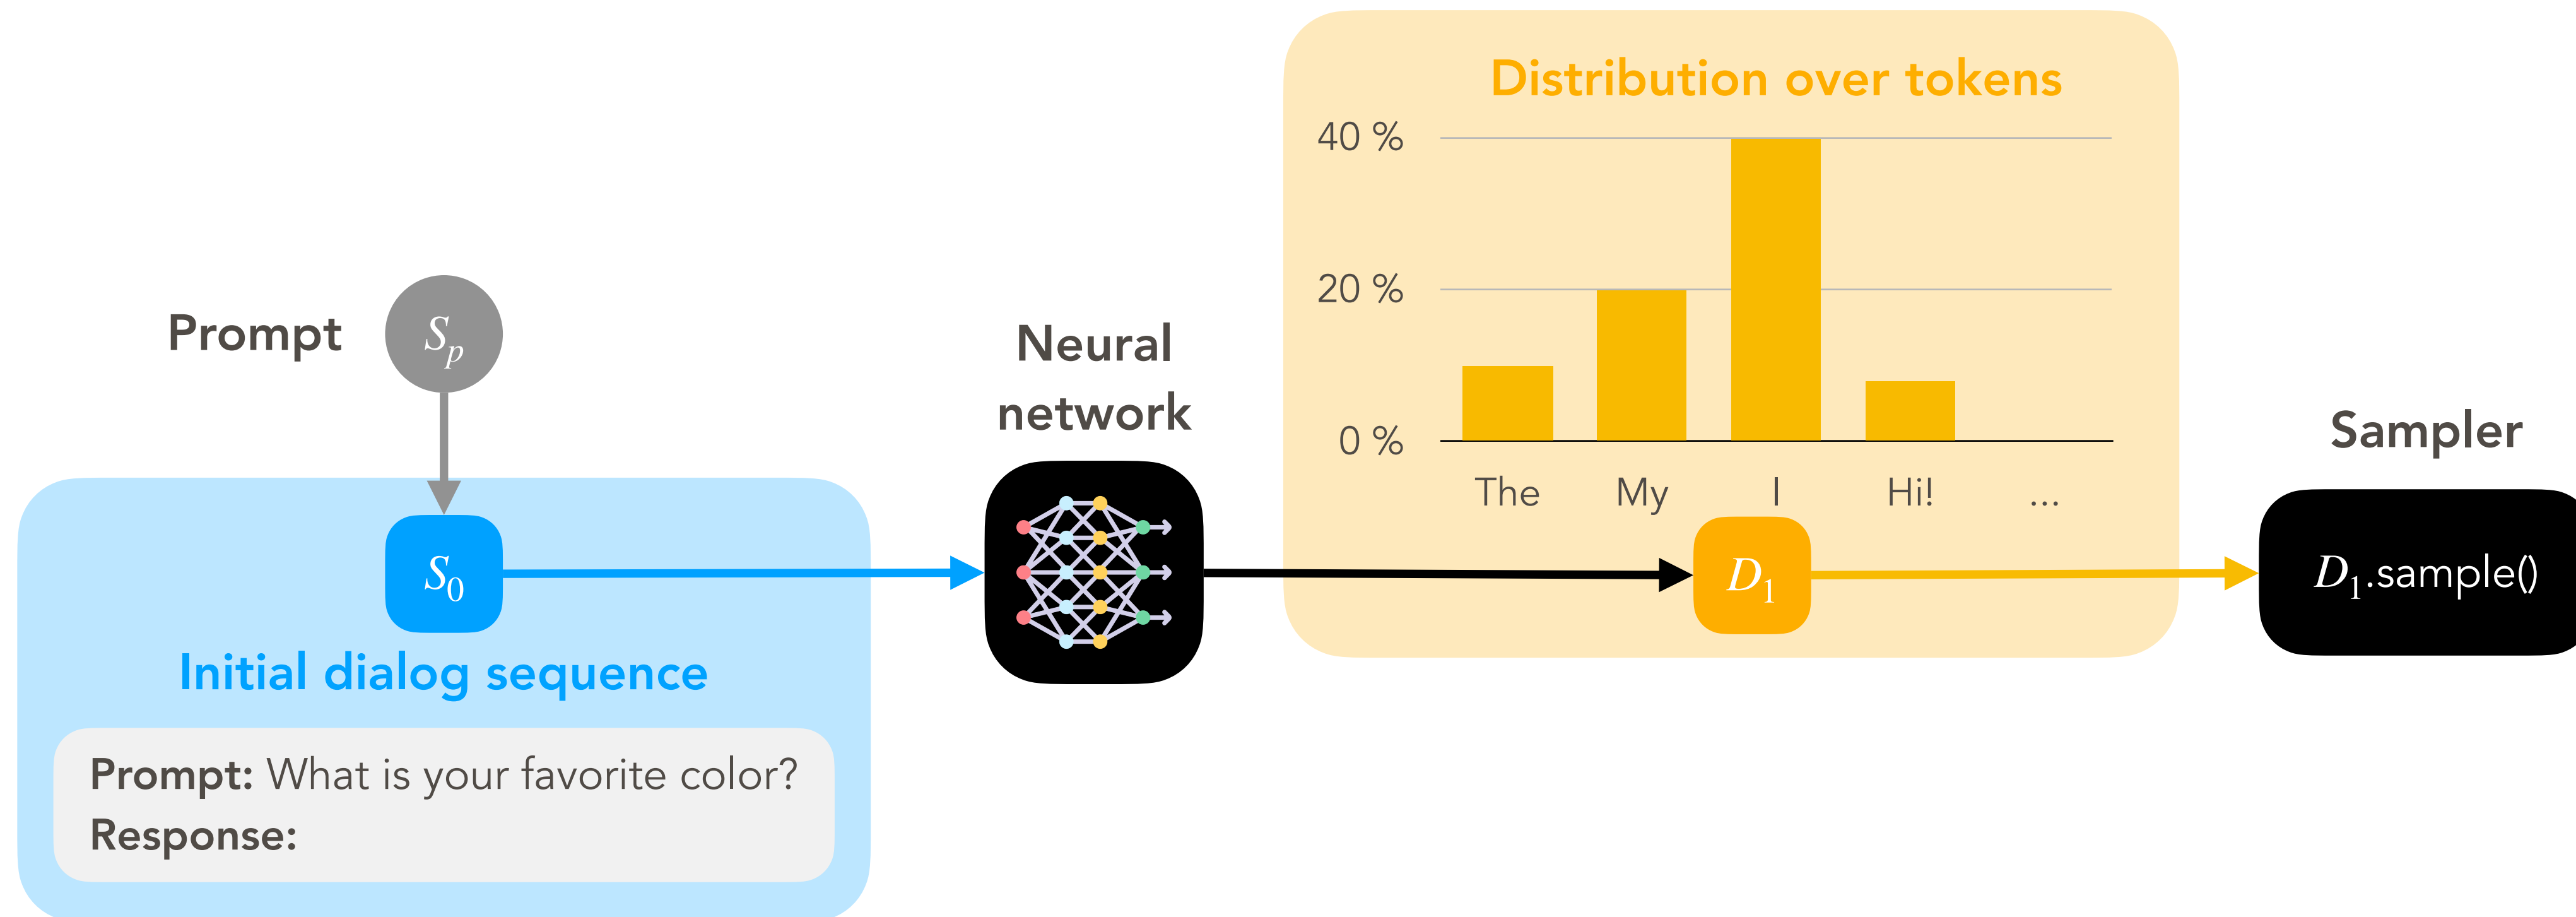 Distribution over tokens
40 %
20 %
0 %
The My I Hi! ...
Prompt
Sp
Neural
network
Sampler
S0
D1
D1.sample()
Initial dialog sequence
Prompt: What is your favorite color?
Response: